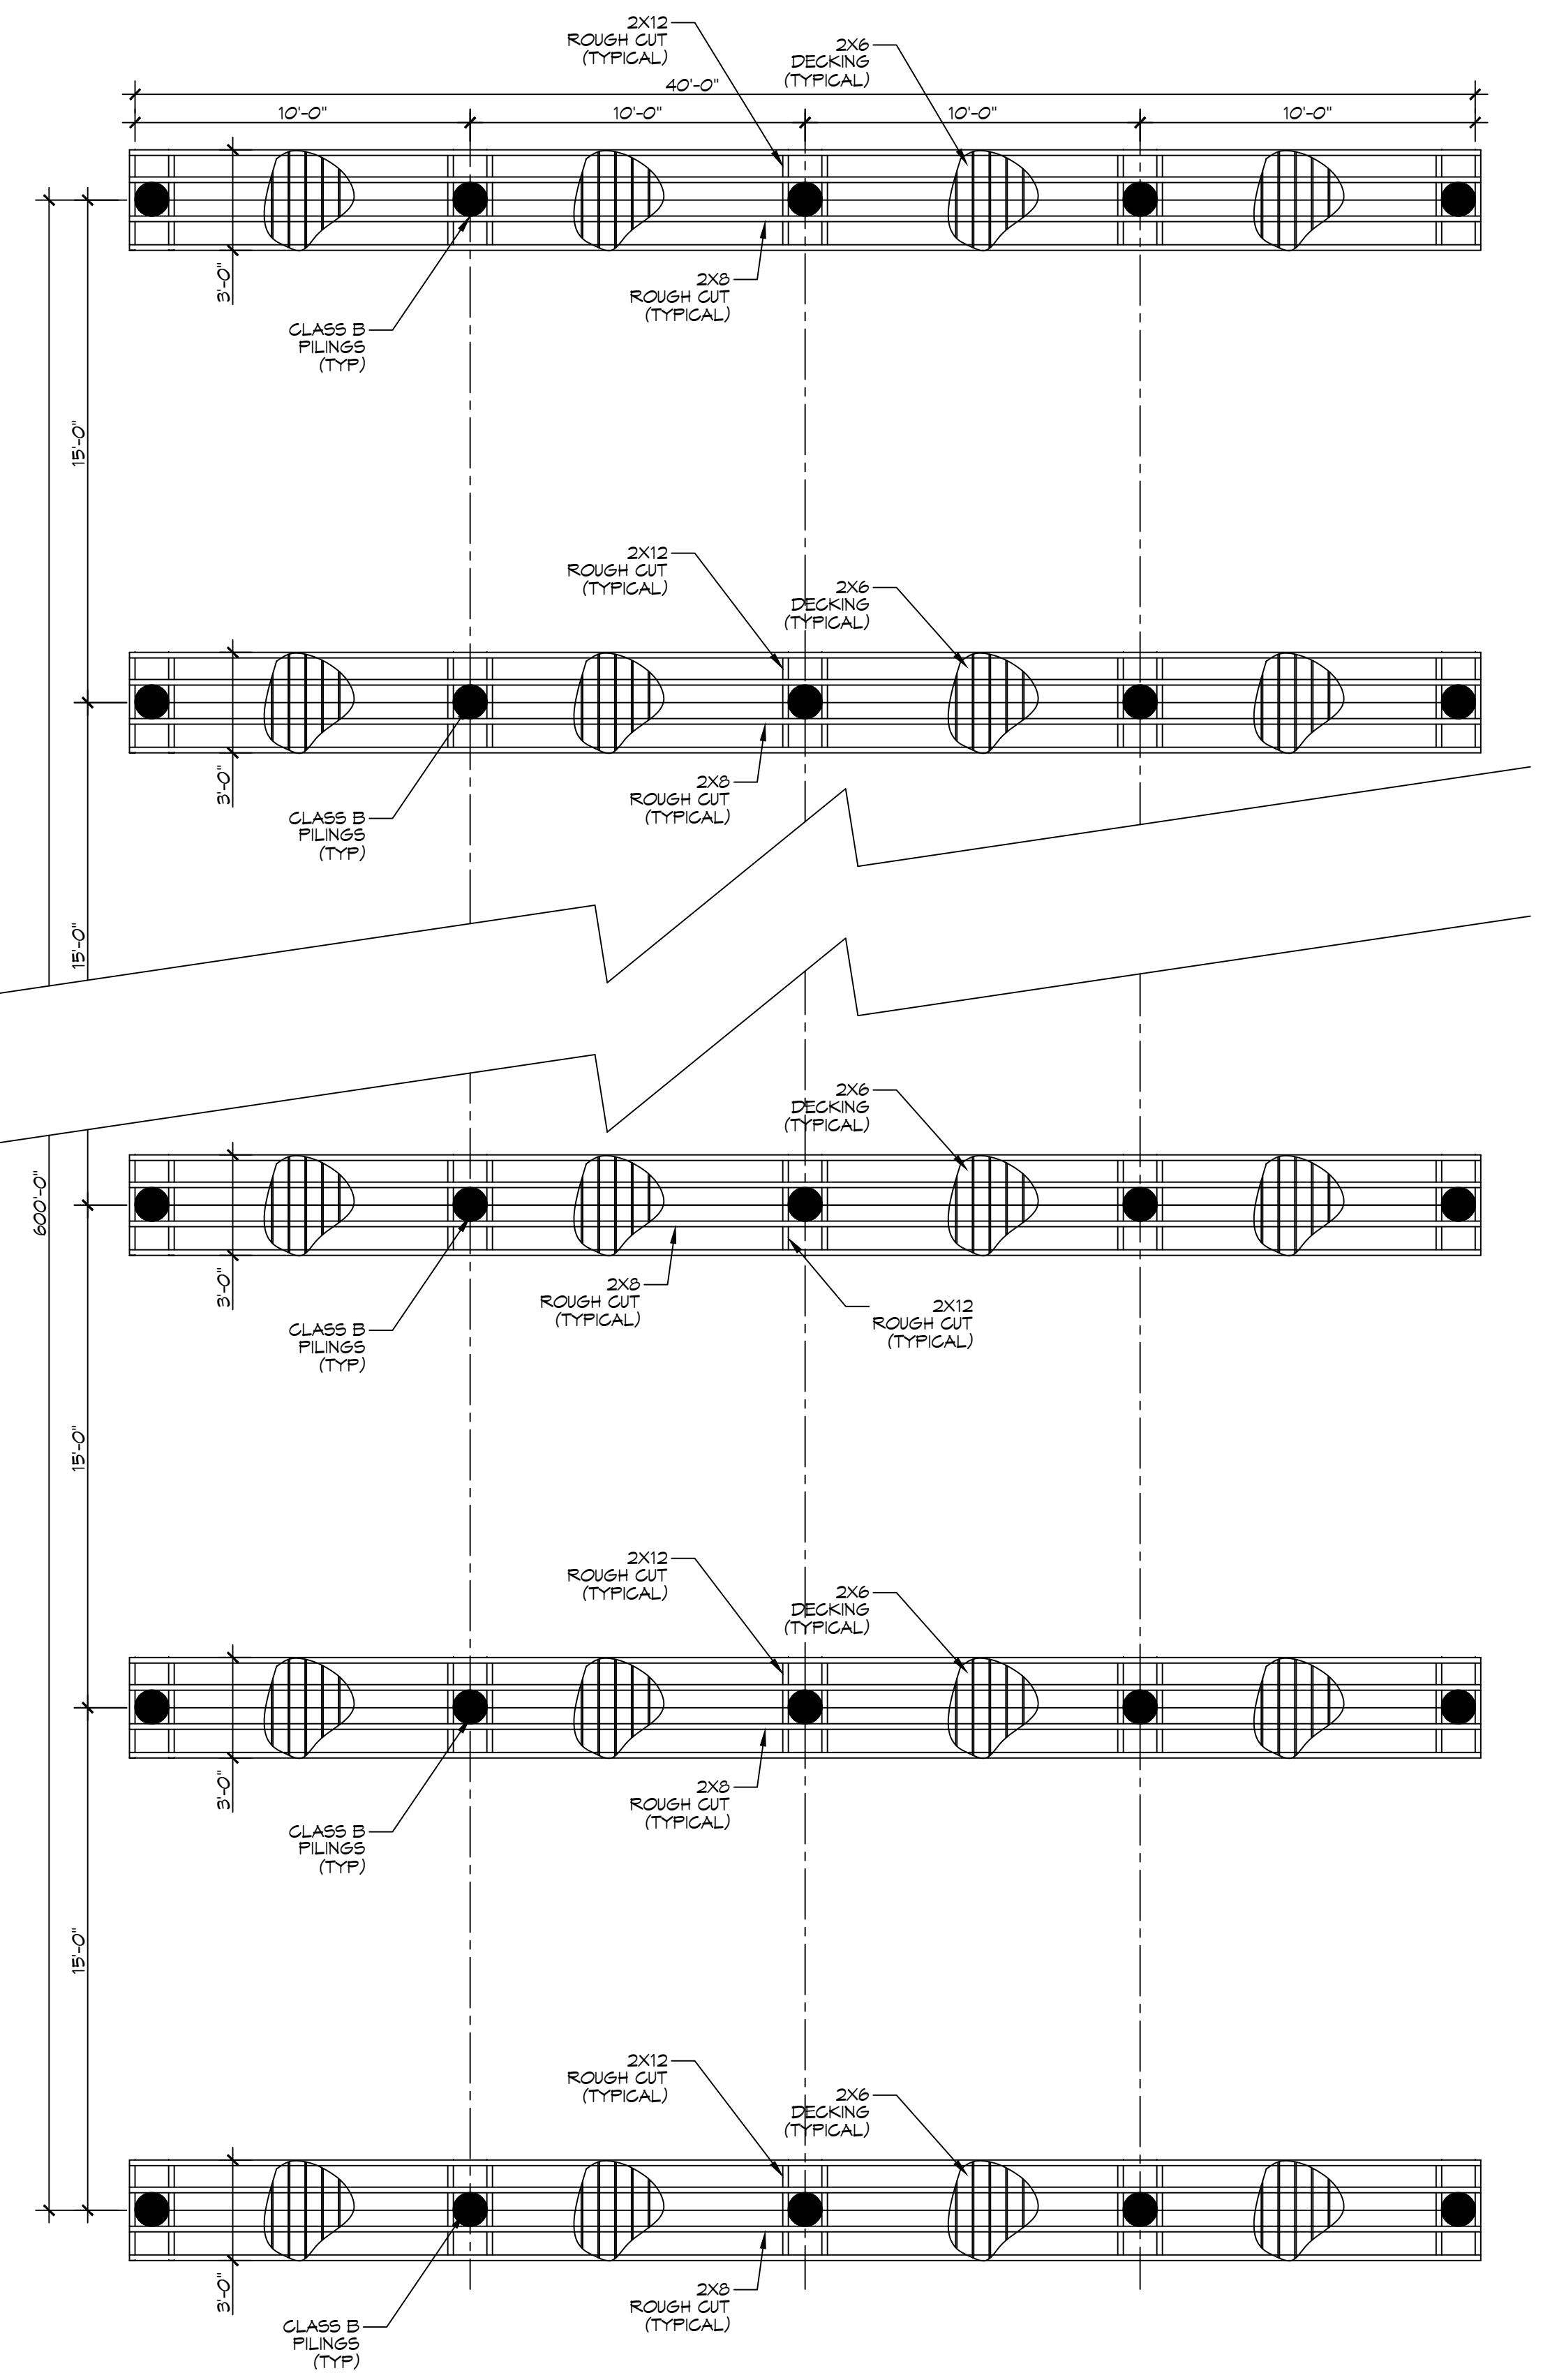 2X12
ROUGH CUT
(TYPICAL)
2X6
DECKING
(TYPICAL)
40'-0"
10'-0"
10'-0"
10'-0"
10'-0"
3'-0"
2X8
ROUGH CUT
(TYPICAL)
CLASS B
PILINGS
(TYP)
15'-0"
2X12
ROUGH CUT
(TYPICAL)
2X6
DECKING
(TYPICAL)
3'-0"
2X8
ROUGH CUT
(TYPICAL)
CLASS B
PILINGS
(TYP)
15'-0"
2X6
DECKING
(TYPICAL)
600'-0"
3'-0"
2X8
ROUGH CUT
(TYPICAL)
2X12
ROUGH CUT
(TYPICAL)
CLASS B
PILINGS
(TYP)
15'-0"
2X12
ROUGH CUT
(TYPICAL)
2X6
DECKING
(TYPICAL)
3'-0"
2X8
ROUGH CUT
(TYPICAL)
CLASS B
PILINGS
(TYP)
15'-0"
2X12
ROUGH CUT
(TYPICAL)
2X6
DECKING
(TYPICAL)
3'-0"
2X8
ROUGH CUT
(TYPICAL)
CLASS B
PILINGS
(TYP)